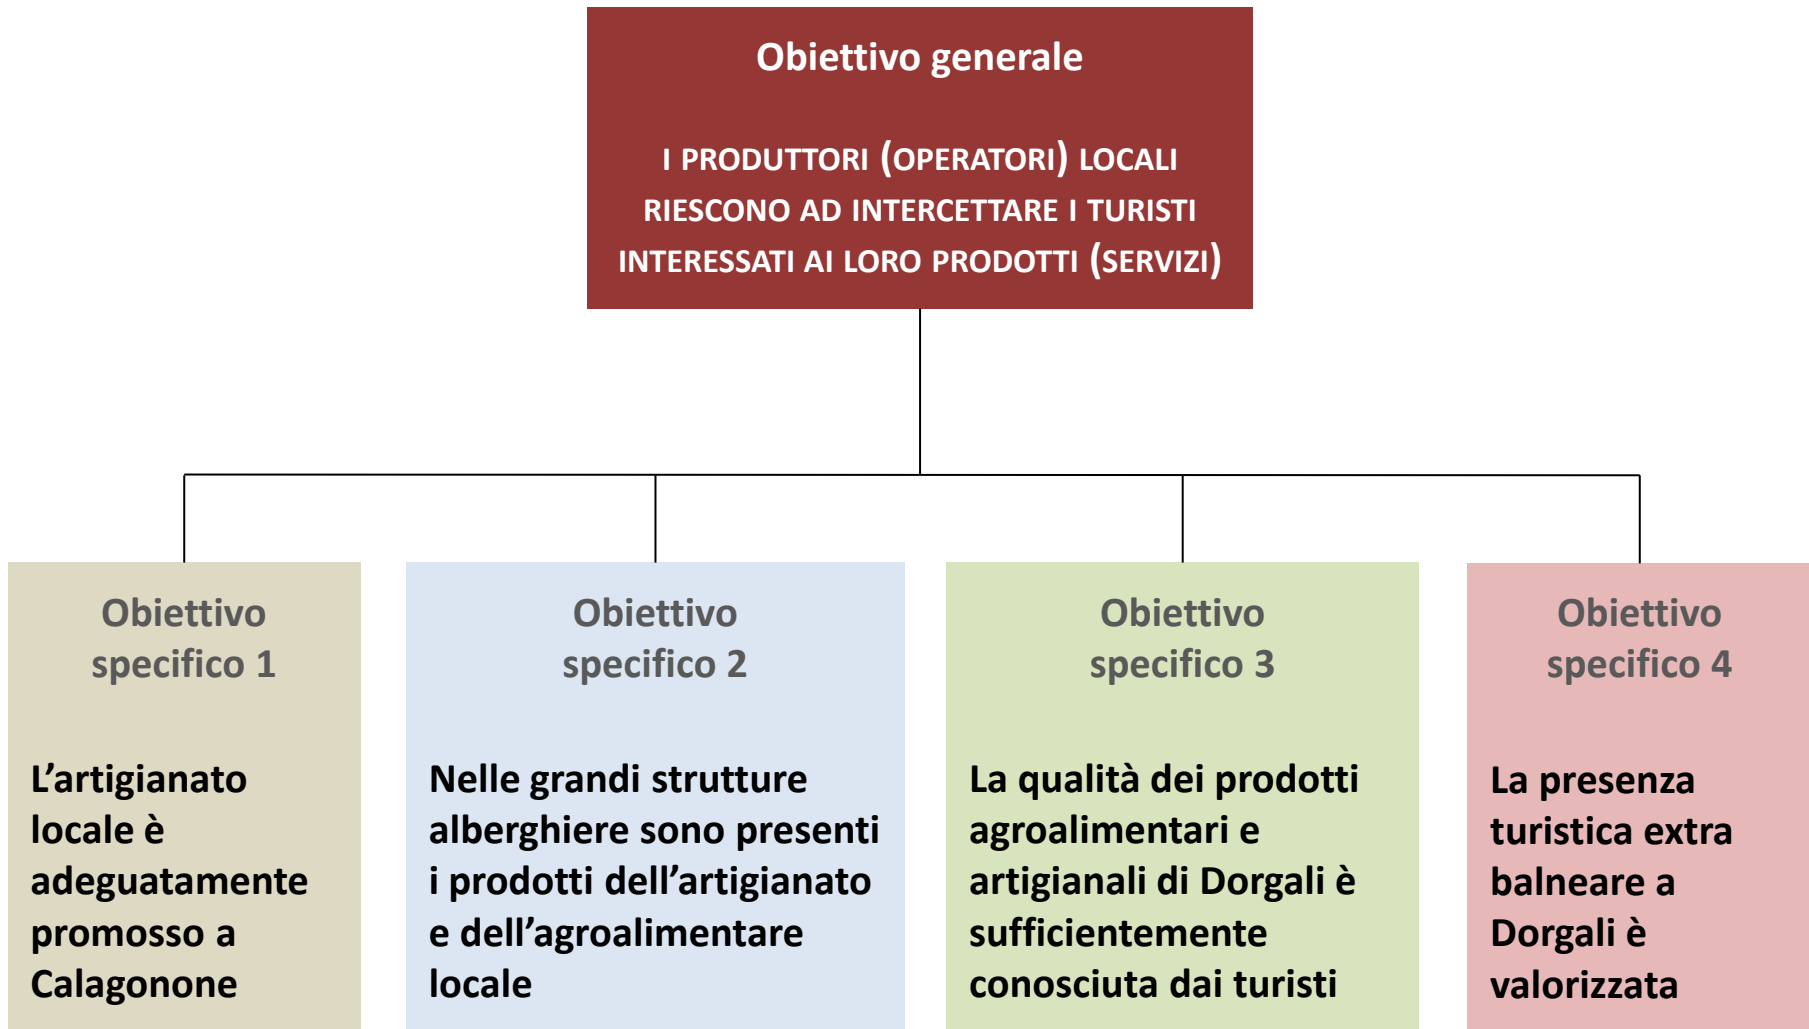 Obiettivo generale
I PRODUTTORI (OPERATORI) LOCALI
RIESCONO AD INTERCETTARE I TURISTI
INTERESSATI AI LORO PRODOTTI (SERVIZI)
Obiettivo
specifico 1
L’artigianato
locale è
adeguatamente
promosso a
Calagonone
Obiettivo
specifico 2
Nelle grandi strutture
alberghiere sono presenti
i prodotti dell’artigianato
e dell’agroalimentare
locale
Obiettivo
specifico 3
La qualità dei prodotti
agroalimentari e
artigianali di Dorgali è
sufficientemente
conosciuta dai turisti
Obiettivo
specifico 4
La presenza
turistica extra
balneare a
Dorgali è
valorizzata